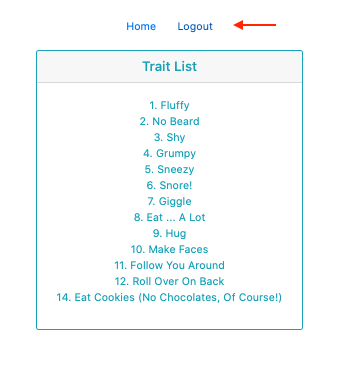 Home Logout
Trait List
1. Fluffy
2. No Beard
3. Shy
4. Grumpy
5. Sneezy
6. Snore!
7. Giggle
8. Eat ... A Lot
9. Hug
10. Make Faces
11. Follow You Around
12. Roll Over On Back
14. Eat Cookies (No Chocolates, Of Course!)